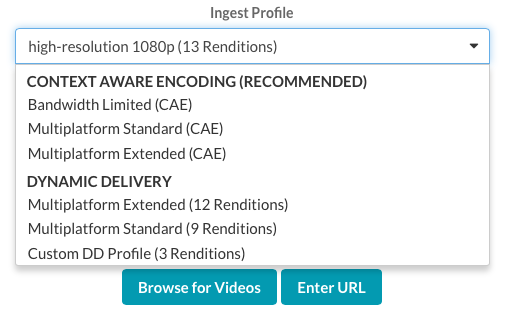 Ingest Profile
high-resolution 1080p (13 Renditions)
CONTEXT AWARE ENCODING (RECOMMENDED)
Bandwidth Limited (CAE)
Multiplatform Standard (CAE)
Multiplatform Extended (CAE)
DYNAMIC DELIVERY
Multiplatform Extended (12 Renditions)
Multiplatform Standard (9 Renditions)
Custom DD Profile (3 Renditions)
Browse for Videos Enter URL